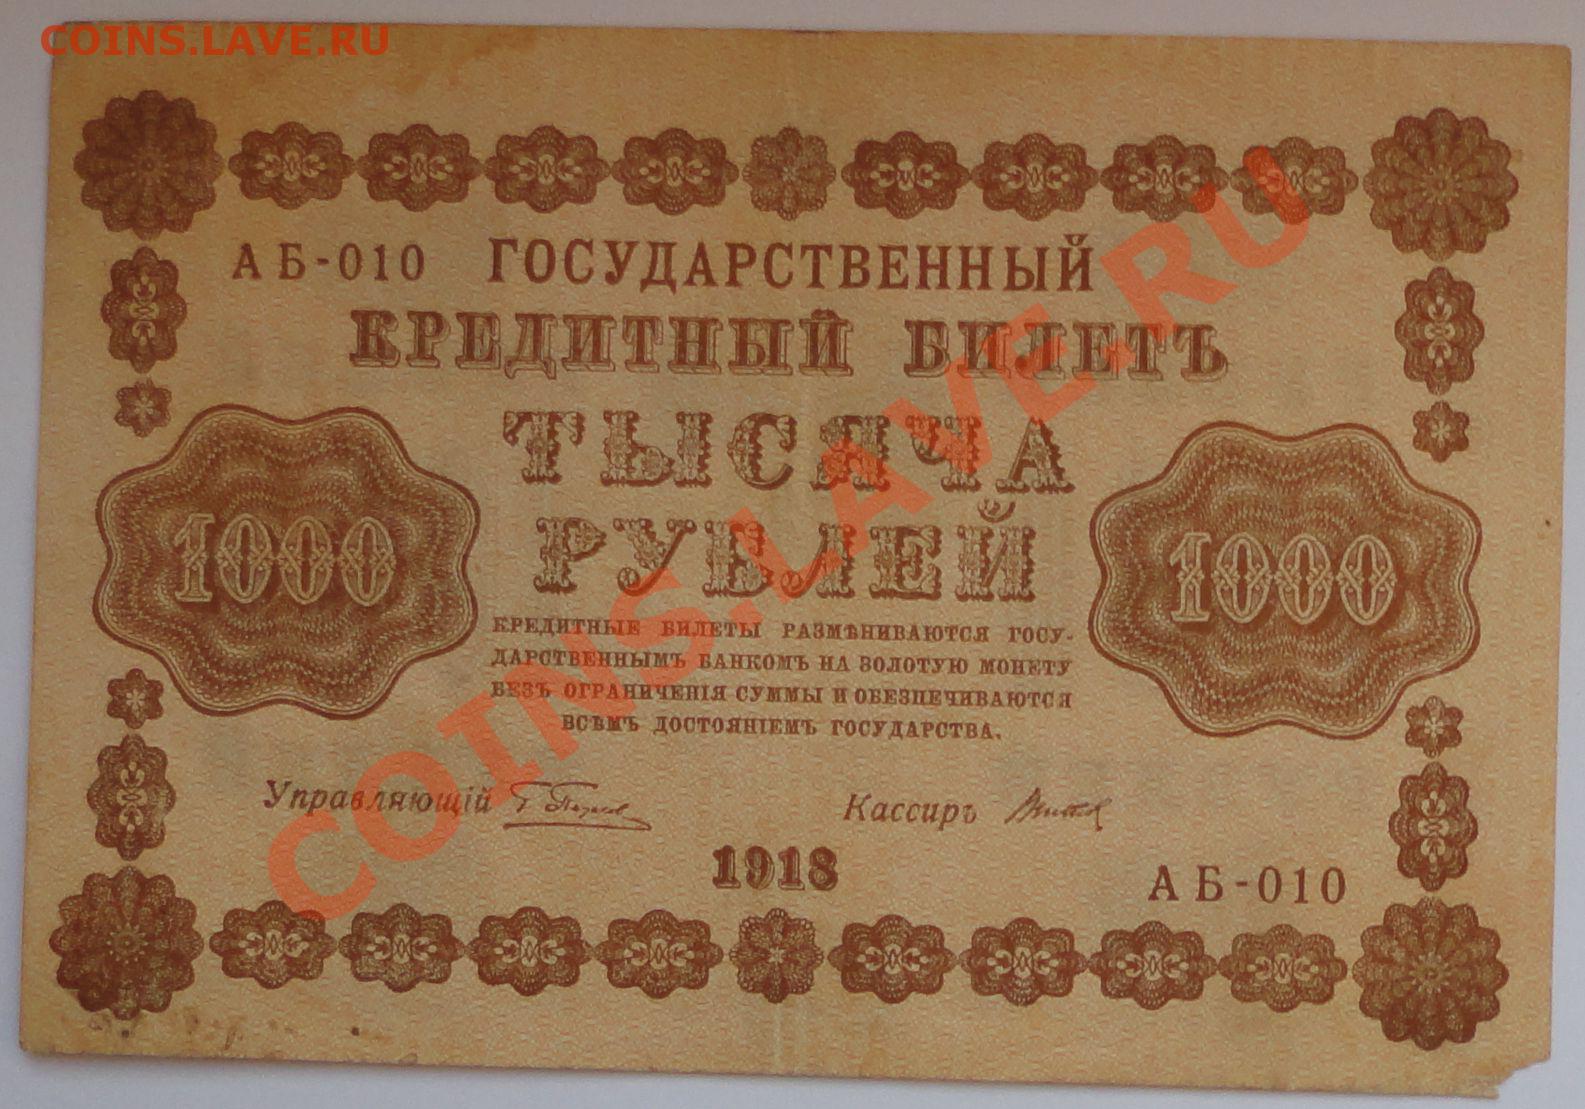 COINS.LAVE.RU
АБ-010 ГОСУДАРСТВЕННЫЙ
КРЕДИТНЫЙ БИЛЕТЪ
ТЫСЯЧА
РУБЛЕЙ
1000
1000
КРЕДИТНЫЕ БИЛЕТЫ РАЗМѢНИВАЮТСЯ ГОСУ-
ДАРСТВЕННЫМЪ БАНКОМЪ НА ЗОЛОТУЮ МОНЕТУ
БЕЗЪ ОГРАНИЧЕНІЯ СУММЫ И ОБЕЗПЕЧИВАЮТСЯ
ВСѢМЪ ДОСТОЯНІЕМЪ ГОСУДАРСТВА.
Управляющій
Кассиръ
1918
АБ-010
COINS.LAVE.RU